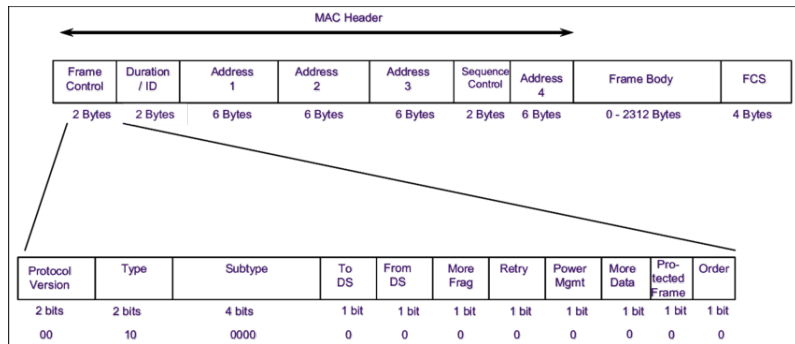 MAC Header
Frame Control Duration / ID Address 1 Address 2 Address 3 Sequence Control Address 4 Frame Body FCS
2 Bytes 2 Bytes 6 Bytes 6 Bytes 6 Bytes 2 Bytes 6 Bytes 0 - 2312 Bytes 4 Bytes
Protocol Version Type Subtype To DS From DS More Frag Retry Power Mgmt More Data Pro- tected Frame Order
2 bits 2 bits 4 bits 1 bit 1 bit 1 bit 1 bit 1 bit 1 bit 1 bit 1 bit
00 10 0000 0 0 0 0 0 0 0 0